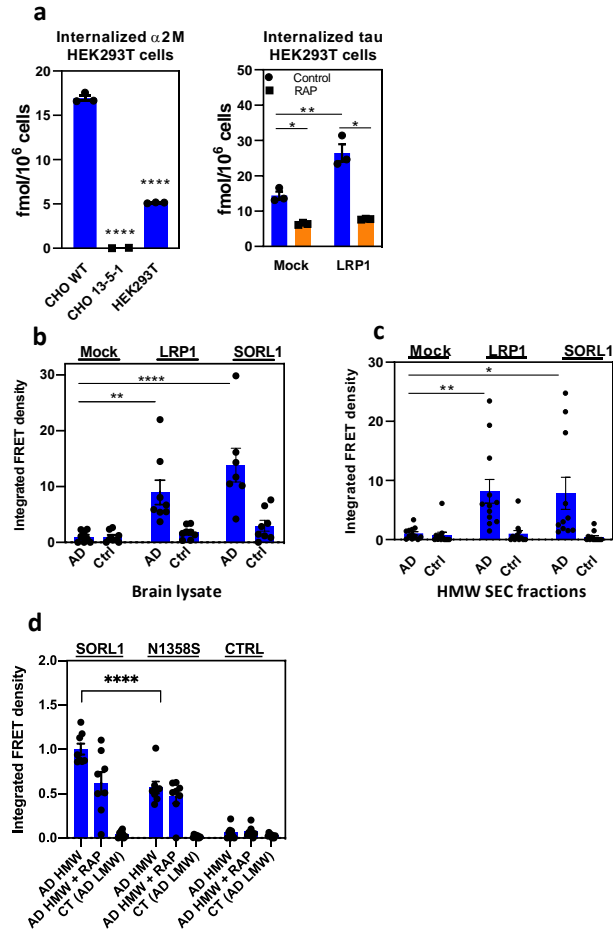 a
Internalized α2M
HEK293T cells
fmol/10⁶ cells
20
15
10
5
0
****
****
CHO WT
CHO 13-5-1
HEK293T
Internalized tau
HEK293T cells
Control
RAP
fmol/10⁶ cells
50
40
30
20
10
0
**
*
*
Mock
LRP1
b
Mock
LRP1
SORL1
Integrated FRET density
30
20
10
0
****
**
AD
Ctrl
AD
Ctrl
AD
Ctrl
Brain lysate
c
Mock
LRP1
SORL1
Integrated FRET density
30
20
10
0
*
**
AD
Ctrl
AD
Ctrl
AD
Ctrl
HMW SEC fractions
d
SORL1
N1358S
CTRL
Integrated FRET density
2.0
1.5
1.0
0.5
0.0
****
AD HMW
AD HMW + RAP
CT (AD LMW)
AD HMW
AD HMW + RAP
CT (AD LMW)
AD HMW
AD HMW + RAP
CT (AD LMW)